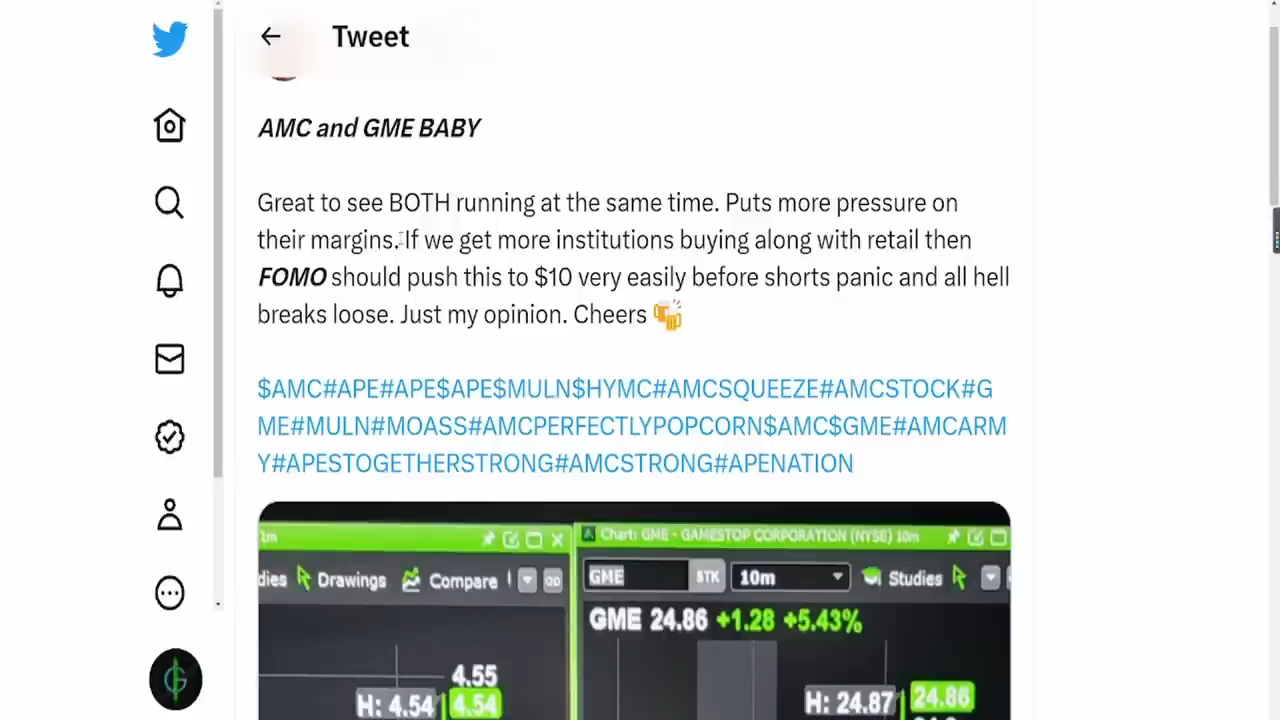 Tweet
AMC and GME BABY
Great to see BOTH running at the same time. Puts more pressure on
their margins. If we get more institutions buying along with retail then
FOMO should push this to $10 very easily before shorts panic and all hell
breaks loose. Just my opinion. Cheers 🍻
$AMC#APE#APE$APE$MULN$HYMC#AMCSQUEEZE#AMCSTOCK#G
ME#MULN#MOASS#AMCPERFECTLYPOPCORN$AMC$GME#AMCARM
Y#APESTOGETHERSTRONG#AMCSTRONG#APENATION
1m
Chart: GME - GAMESTOP CORPORATION (NYSE) 10m
dies Drawings Compare
GME STK 10m Studies
GME 24.86 +1.28 +5.43%
4.55
H: 4.54 4.54
H: 24.87 24.86